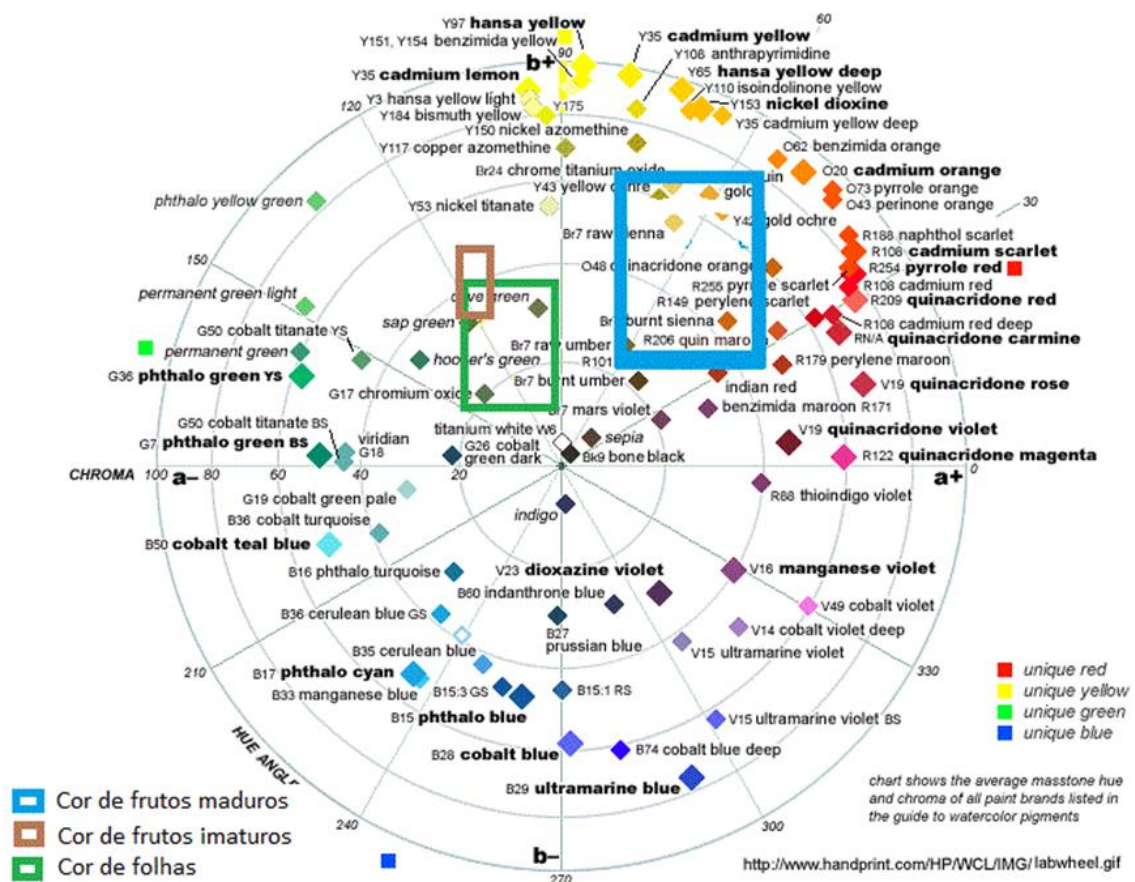 60
Y97 hansa yellow
Y151, Y154 benzimida yellow
90
b+
Y35 cadmium yellow
Y108 anthrapyrimidine
Y35 cadmium lemon
Y65 hansa yellow deep
Y110 isoindolinone yellow
Y3 hansa yellow light
Y175
Y153 nickel dioxine
120
Y184 bismuth yellow
Y35 cadmium yellow deep
Y150 nickel azomethine
Y117 copper azomethine
O62 benzimida orange
Br24 chrome titanium oxide
O20 cadmium orange
Y43 yellow
gold
O73 pyrrole orange
phthalo yellow green
Y53 nickel titanate
O43 perinone orange
30
Y42 gold ochre
Br7 raw sienna
R188 naphthol scarlet
R108 cadmium scarlet
150
O48 quinacridone orange
R254 pyrrole red
R255 pyrrole scarlet
R108 cadmium red
permanent green light
olive green
R149 perylene scarlet
R209 quinacridone red
sap green
burnt sienna
R108 cadmium red deep
G50 cobalt titanate YS
Br7 raw umber
R206 quin maroon
RN/A quinacridone carmine
permanent green
hooker's green
R101
R179 perylene maroon
G36 phthalo green YS
Br7 burnt umber
indian red
V19 quinacridone rose
G17 chromium oxide
mars violet
benzimida maroon R171
G50 cobalt titanate BS
titanium white W6
sepia
V19 quinacridone violet
G7 phthalo green BS
viridian
G18
G26 cobalt
green dark
Bk9 bone black
R122 quinacridone magenta
CHROMA 100 a– 80 60 40 20
0
a+
G19 cobalt green pale
R88 thioindigo violet
indigo
B36 cobalt turquoise
B50 cobalt teal blue
B16 phthalo turquoise
V23 dioxazine violet
V16 manganese violet
B60 indanthrone blue
B36 cerulean blue GS
V49 cobalt violet
B27
prussian blue
V14 cobalt violet deep
B35 cerulean blue
V15 ultramarine violet
210
B17 phthalo cyan
330
unique red
B33 manganese blue
B15:3 GS
B15:1 RS
unique yellow
B15 phthalo blue
V15 ultramarine violet BS
unique green
unique blue
B28 cobalt blue
B74 cobalt blue deep
HUE ANGLE
B29 ultramarine blue
chart shows the average masstone hue
and chroma of all paint brands listed in
the guide to watercolor pigments
Cor de frutos maduros
Cor de frutos imaturos
Cor de folhas
240
300
b–
270
http://www.handprint.com/HP/WCL/IMG/labwheel.gif